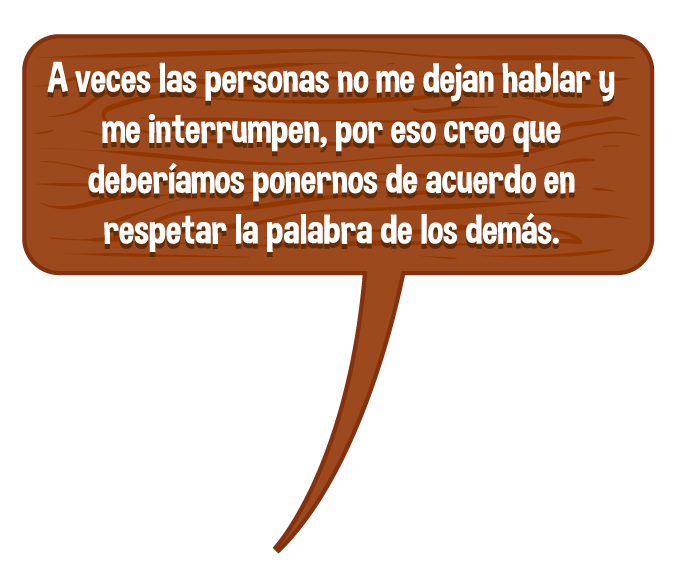 A veces las personas no me dejan hablar y
me interrumpen, por eso creo que
deberíamos ponernos de acuerdo en
respetar la palabra de los demás.